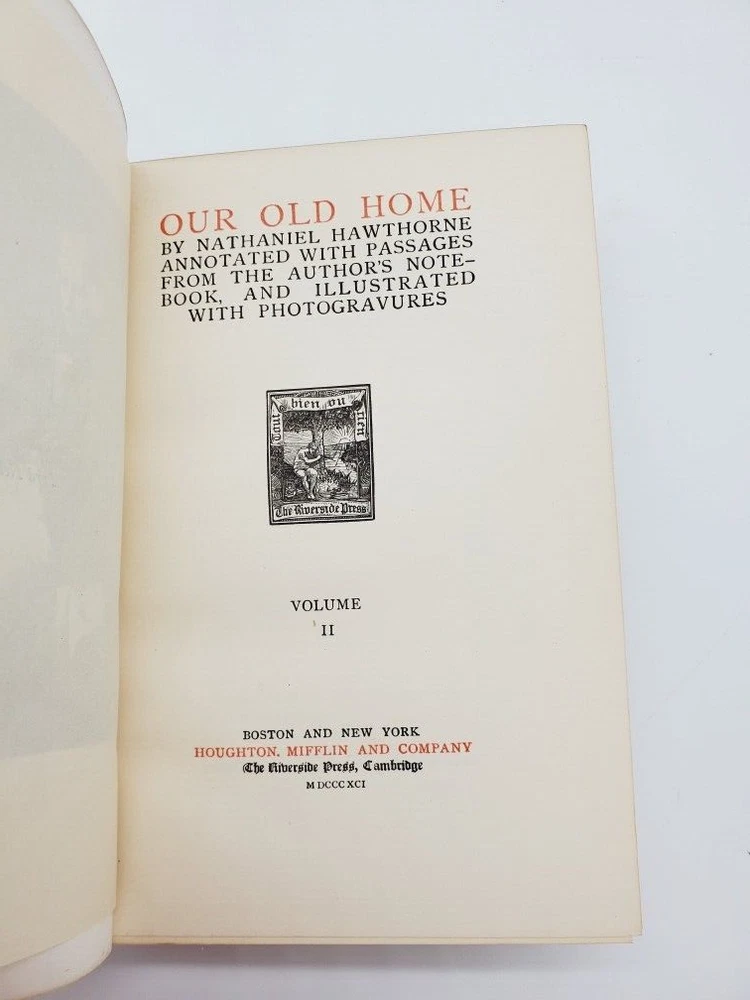 OUR OLD HOME
BY NATHANIEL HAWTHORNE
ANNOTATED WITH PASSAGES
FROM THE AUTHOR'S NOTE-
BOOK, AND ILLUSTRATED
WITH PHOTOGRAVURES
Tout bien ou rien
The Riverside Press
VOLUME
II
BOSTON AND NEW YORK
HOUGHTON, MIFFLIN AND COMPANY
The Riverside Press, Cambridge
MDCCCXCI